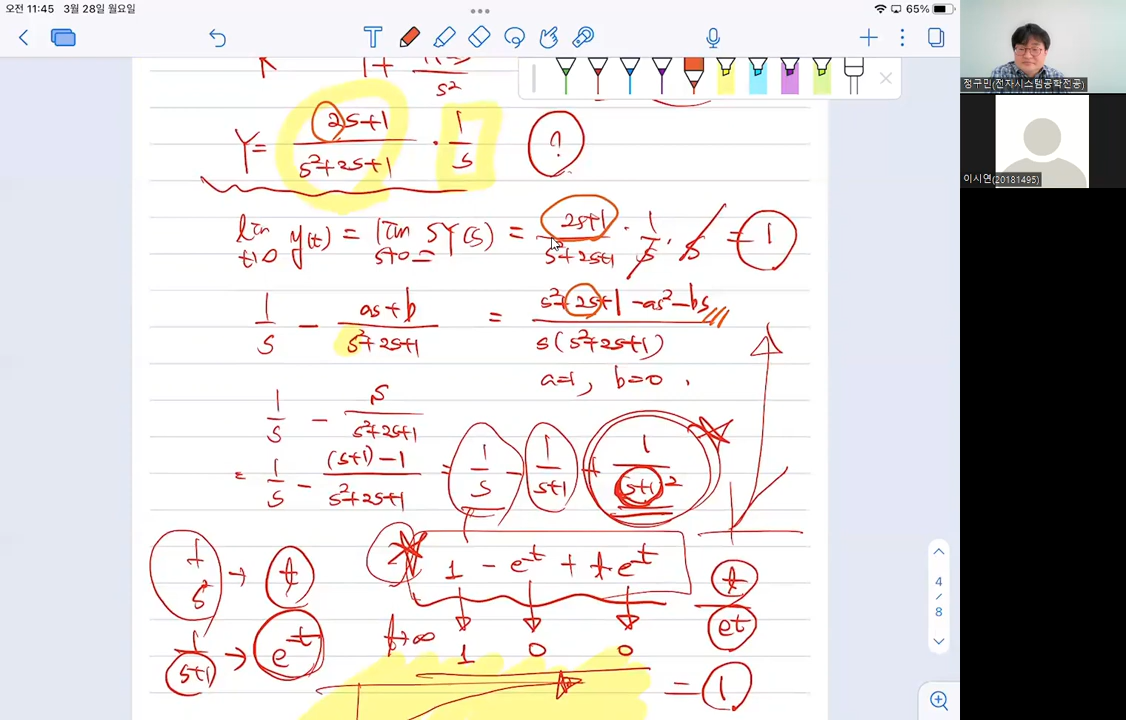 오전 11:45 3월 28일 월요일
65%
T
정구민(전자시스템공학전공)
이시연(20181495)
4
/
8
s²
Y= 2s+1 / s²+2s+1 · 1/s ?
lim t→0 y(t) = lim s→0 sY(s) = 2s+1 / s²+2s+1 · 1/s · s = 1
1/s - as+b / s²+2s+1 = s²+2s+1-as²-bs / s(s²+2s+1)
a=1, b=0
1/s - s / s²+2s+1
= 1/s - (s+1)-1 / s²+2s+1 = 1/s - 1/s+1 + 1/(s+1)²
1/s² → t
1 - e^-t + t·e^-t
t / et
1/s+1 → e^-t
t→∞ 1 0 0
= 1